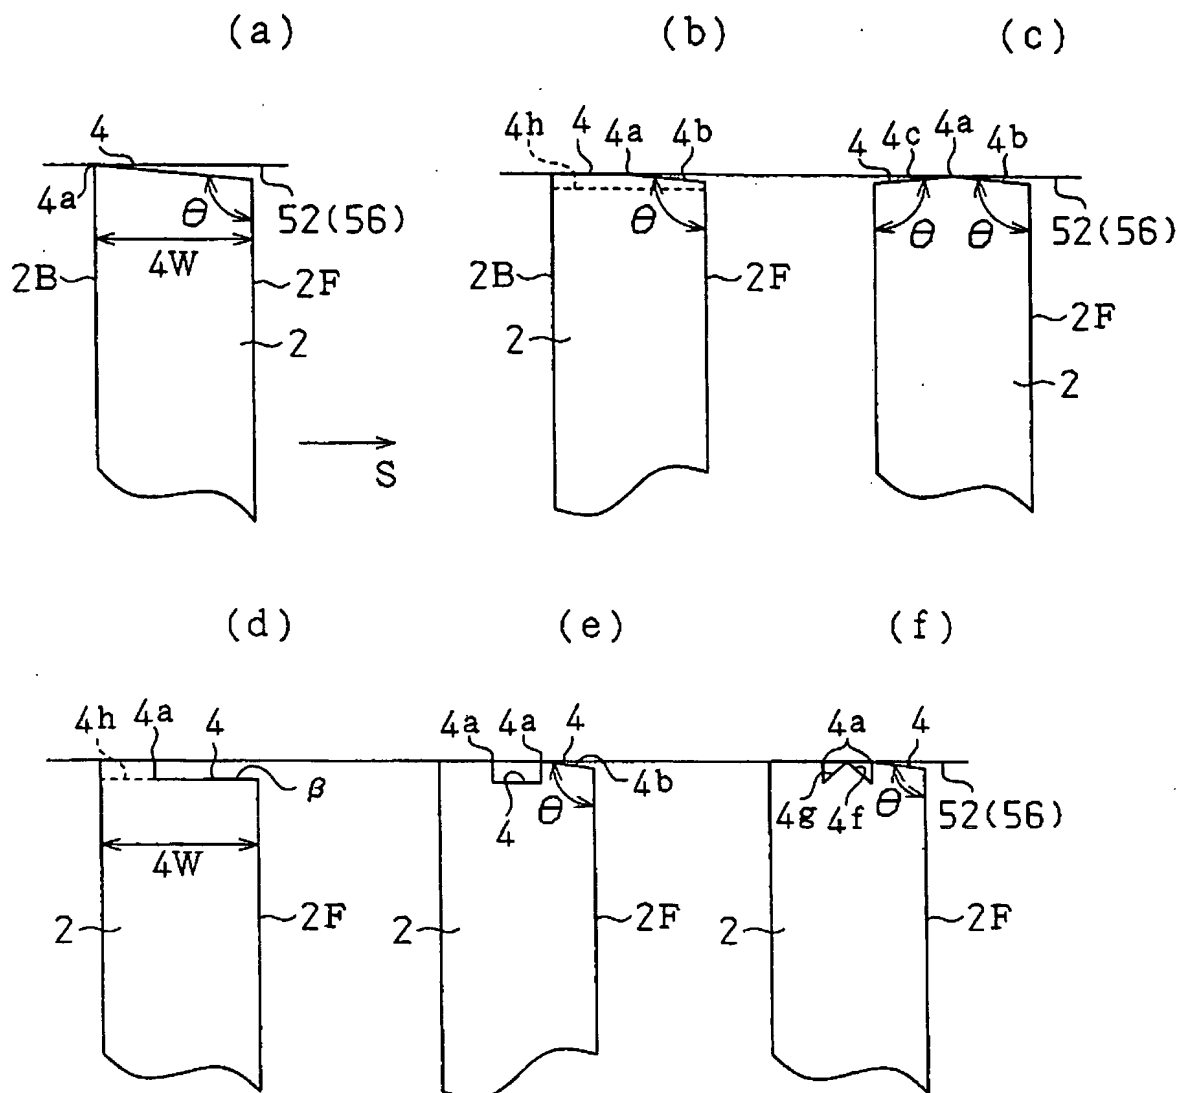 (a) (b) (c)
4 4h 4 4a 4b 4 4c 4a 4b
4a θ 52(56) θ θ θ 52(56)
4W
2B 2F 2B 2F 2F
2 2 2
S
(d) (e) (f)
4h 4a 4 4a 4a 4 4a 4
β 4 θ 4b 4g 4f θ 52(56)
4W
2 2F 2 2F 2 2F